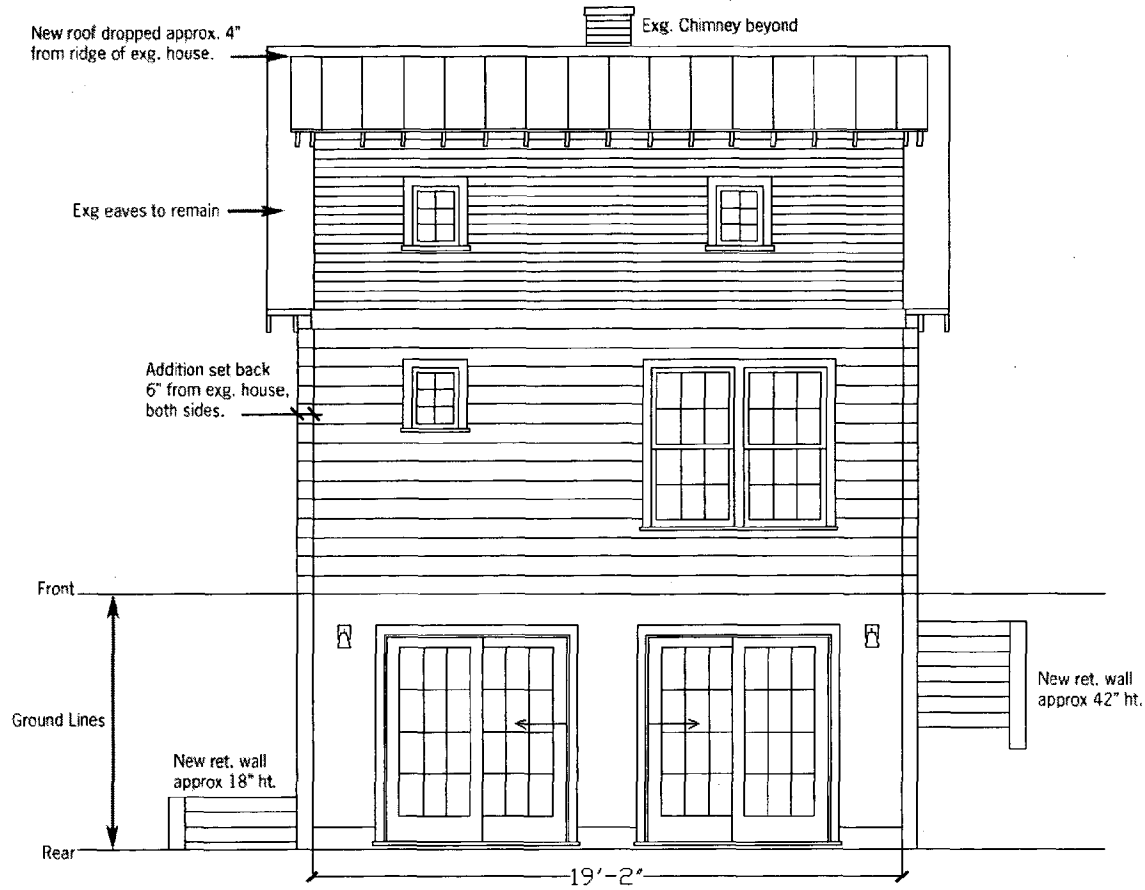 Exg. Chimney beyond
New roof dropped approx. 4"
from ridge of exg. house.
Exg eaves to remain
Addition set back
6" from exg. house,
both sides.
Front
Ground Lines
New ret. wall
approx 42" ht.
New ret. wall
approx 18" ht.
Rear
19'-2"